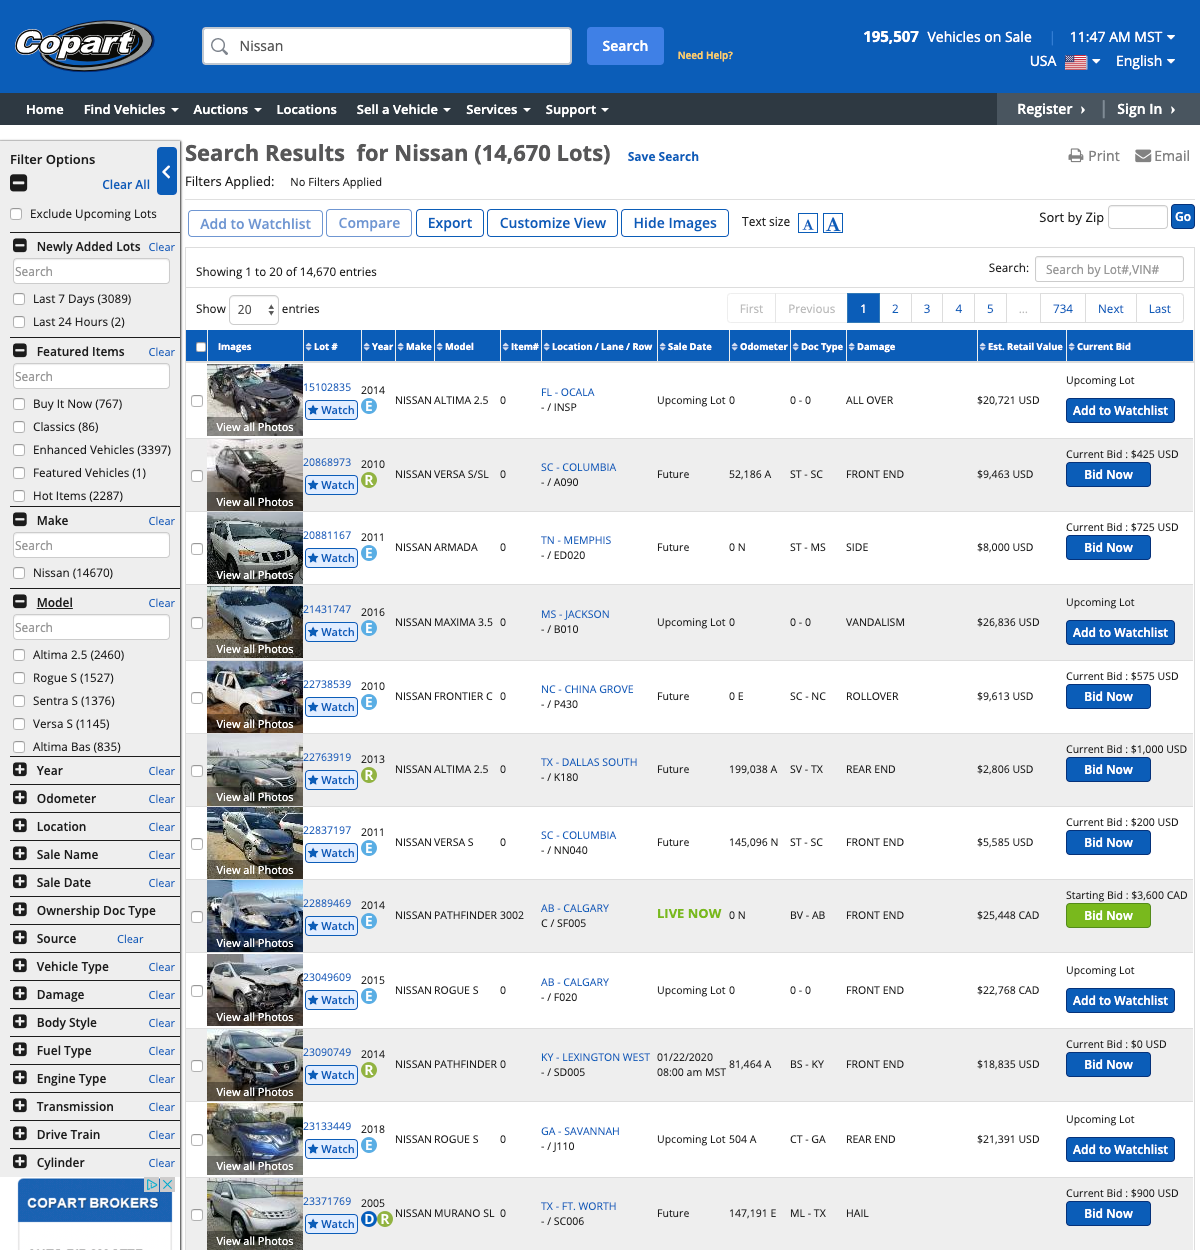 Copart
Nissan
Search
Need Help?
195,507 Vehicles on Sale
11:47 AM MST
USA
English
Home
Find Vehicles
Auctions
Locations
Sell a Vehicle
Services
Support
Register ›
Sign In ›
Filter Options
Clear All
Exclude Upcoming Lots
Newly Added Lots Clear
Search
Last 7 Days (3089)
Last 24 Hours (2)
Featured Items Clear
Search
Buy It Now (767)
Classics (86)
Enhanced Vehicles (3397)
Featured Vehicles (1)
Hot Items (2287)
Make Clear
Search
Nissan (14670)
Model Clear
Search
Altima 2.5 (2460)
Rogue S (1527)
Sentra S (1376)
Versa S (1145)
Altima Bas (835)
Year Clear
Odometer Clear
Location Clear
Sale Name Clear
Sale Date Clear
Ownership Doc Type
Source Clear
Vehicle Type Clear
Damage Clear
Body Style Clear
Fuel Type Clear
Engine Type Clear
Transmission Clear
Drive Train Clear
Cylinder Clear
COPART BROKERS
Search Results for Nissan (14,670 Lots) Save Search
Print Email
Filters Applied: No Filters Applied
Add to Watchlist
Compare
Export
Customize View
Hide Images
Text size A A
Sort by Zip
Go
Showing 1 to 20 of 14,670 entries
Search: Search by Lot#,VIN#
Show 20 entries
First Previous 1 2 3 4 5 ... 734 Next Last
Images Lot # Year Make Model Item# Location / Lane / Row Sale Date Odometer Doc Type Damage Est. Retail Value Current Bid
View all Photos
15102835
Watch
2014
E
NISSAN ALTIMA 2.5 0
FL - OCALA
- / INSP
Upcoming Lot 0 0 - 0 ALL OVER $20,721 USD
Upcoming Lot
Add to Watchlist
View all Photos
20868973
Watch
2010
R
NISSAN VERSA S/SL 0
SC - COLUMBIA
- / A090
Future 52,186 A ST - SC FRONT END $9,463 USD
Current Bid : $425 USD
Bid Now
View all Photos
20881167
Watch
2011
E
NISSAN ARMADA 0
TN - MEMPHIS
- / ED020
Future 0 N ST - MS SIDE $8,000 USD
Current Bid : $725 USD
Bid Now
View all Photos
21431747
Watch
2016
E
NISSAN MAXIMA 3.5 0
MS - JACKSON
- / B010
Upcoming Lot 0 0 - 0 VANDALISM $26,836 USD
Upcoming Lot
Add to Watchlist
View all Photos
22738539
Watch
2010
E
NISSAN FRONTIER C 0
NC - CHINA GROVE
- / P430
Future 0 E SC - NC ROLLOVER $9,613 USD
Current Bid : $575 USD
Bid Now
View all Photos
22763919
Watch
2013
R
NISSAN ALTIMA 2.5 0
TX - DALLAS SOUTH
- / K180
Future 199,038 A SV - TX REAR END $2,806 USD
Current Bid : $1,000 USD
Bid Now
View all Photos
22837197
Watch
2011
E
NISSAN VERSA S 0
SC - COLUMBIA
- / NN040
Future 145,096 N ST - SC FRONT END $5,585 USD
Current Bid : $200 USD
Bid Now
View all Photos
22889469
Watch
2014
E
NISSAN PATHFINDER 3002
AB - CALGARY
C / SF005
LIVE NOW 0 N BV - AB FRONT END $25,448 CAD
Starting Bid : $3,600 CAD
Bid Now
View all Photos
23049609
Watch
2015
E
NISSAN ROGUE S 0
AB - CALGARY
- / F020
Upcoming Lot 0 0 - 0 FRONT END $22,768 CAD
Upcoming Lot
Add to Watchlist
View all Photos
23090749
Watch
2014
R
NISSAN PATHFINDER 0
KY - LEXINGTON WEST
- / SD005
01/22/2020
08:00 am MST
81,464 A BS - KY FRONT END $18,835 USD
Current Bid : $0 USD
Bid Now
View all Photos
23133449
Watch
2018
E
NISSAN ROGUE S 0
GA - SAVANNAH
- / J110
Upcoming Lot 504 A CT - GA REAR END $21,391 USD
Upcoming Lot
Add to Watchlist
View all Photos
23371769
Watch
2005
D R
NISSAN MURANO SL 0
TX - FT. WORTH
- / SC006
Future 147,191 E ML - TX HAIL
Current Bid : $900 USD
Bid Now